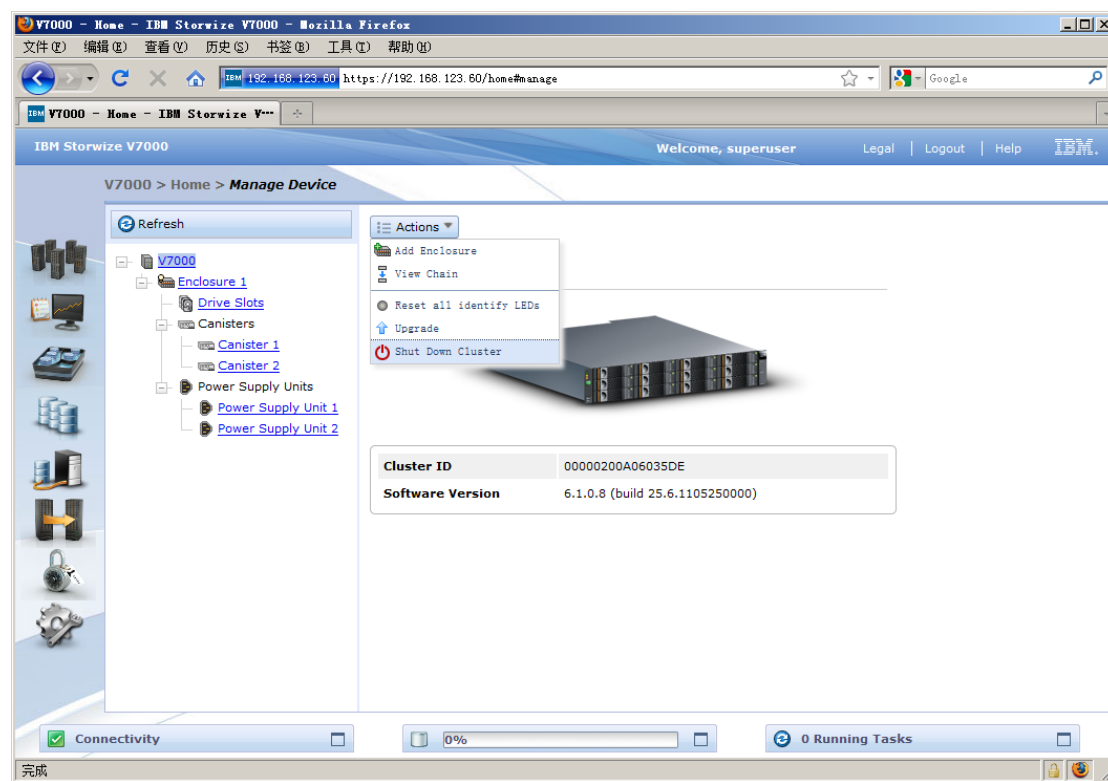 V7000 - Home - IBM Storwize V7000 - Mozilla Firefox
文件(F) 编辑(E) 查看(V) 历史(S) 书签(B) 工具(T) 帮助(H)
IBM 192.168.123.60 https://192.168.123.60/home#manage Google
IBM V7000 - Home - IBM Storwize V...
IBM Storwize V7000 Welcome, superuser Legal | Logout | Help IBM.
V7000 > Home > Manage Device
Refresh
Actions
Add Enclosure
View Chain
Reset all identify LEDs
Upgrade
Shut Down Cluster
V7000
Enclosure 1
Drive Slots
Canisters
Canister 1
Canister 2
Power Supply Units
Power Supply Unit 1
Power Supply Unit 2
Cluster ID 00000200A06035DE
Software Version 6.1.0.8 (build 25.6.1105250000)
Connectivity 0% 0 Running Tasks
完成